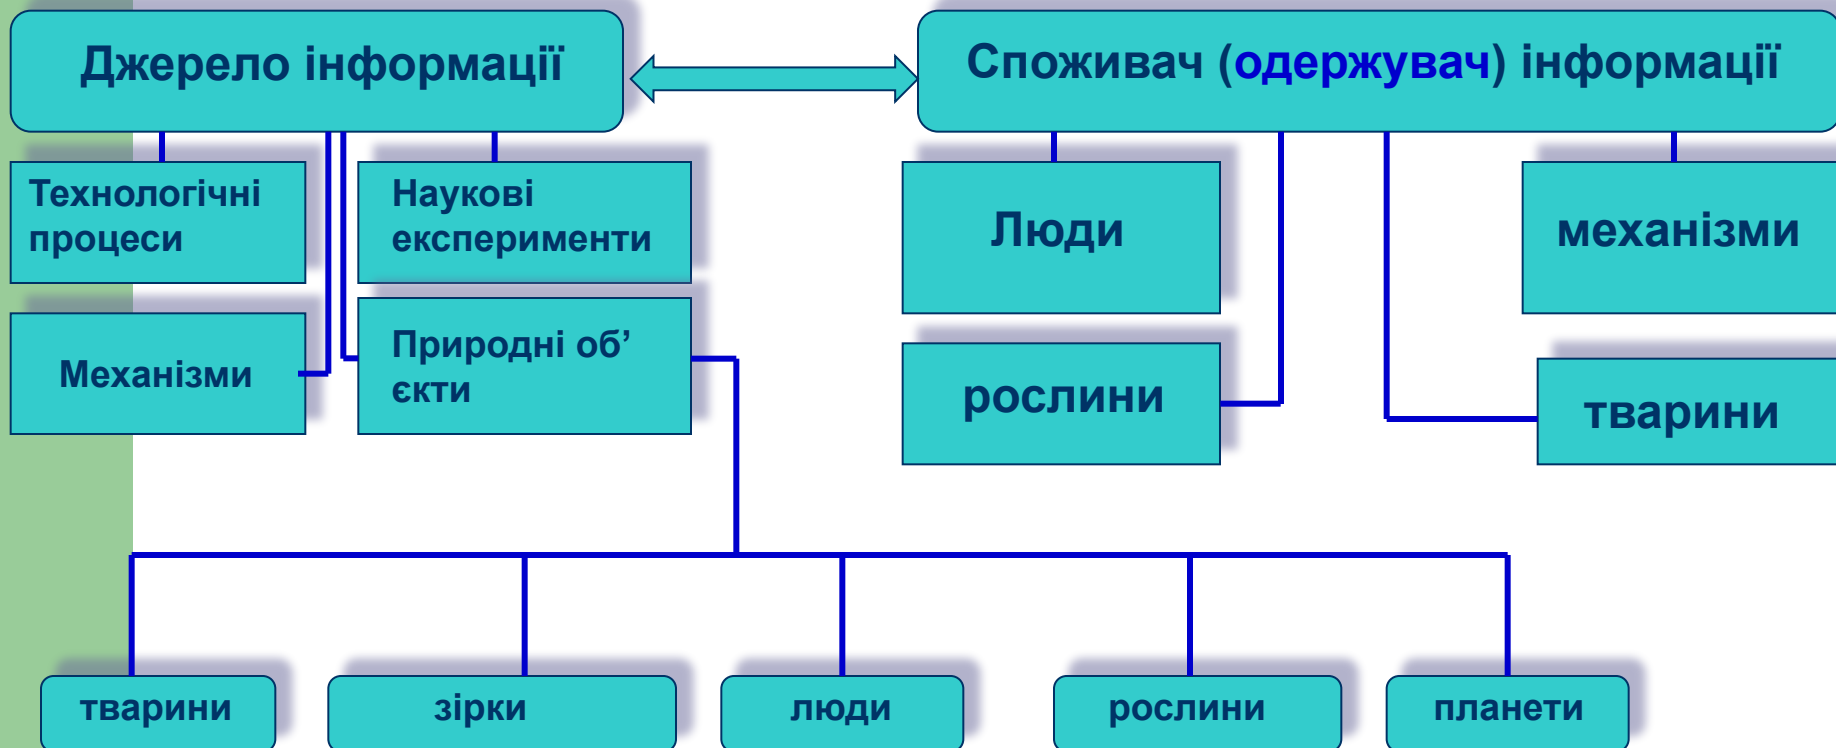 Джерело інформації
Споживач (одержувач) інформації
Технологічні
процеси
Наукові
експерименти
Люди
механізми
Механізми
Природні об’
єкти
рослини
тварини
тварини
зірки
люди
рослини
планети